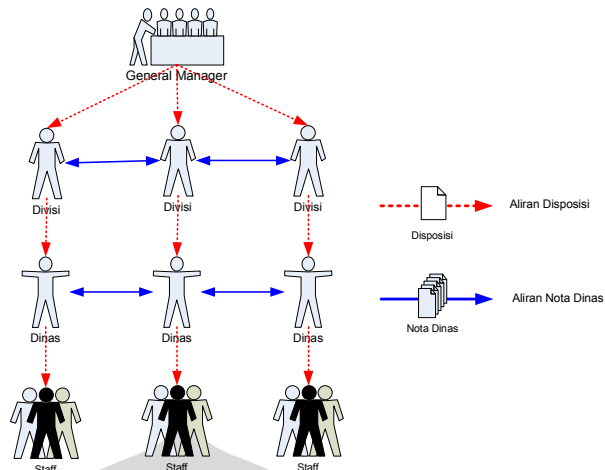 General Manager
Divisi
Divisi
Divisi
Disposisi
Aliran Disposisi
Dinas
Dinas
Dinas
Nota Dinas
Aliran Nota Dinas
Staff
Staff
Staff